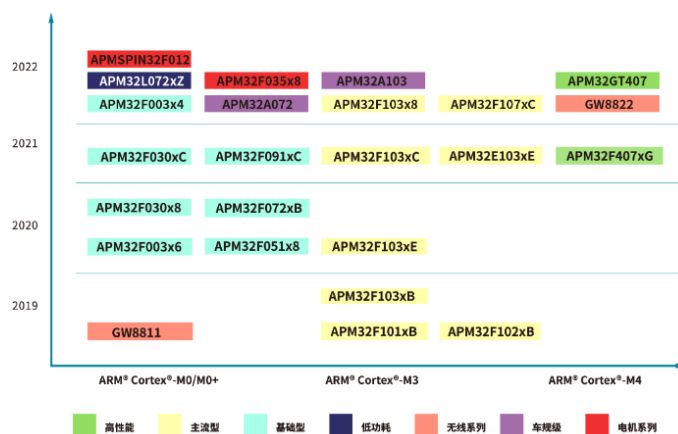 APMSPIN32F012
2022
APM32L072xZ APM32F035x8 APM32A103 APM32GT407
APM32F003x4 APM32A072 APM32F103x8 APM32F107xC GW8822
2021
APM32F030xC APM32F091xC APM32F103xC APM32E103xE APM32F407xG
APM32F030x8 APM32F072xB
2020
APM32F003x6 APM32F051x8 APM32F103xE
APM32F103xB
2019
GW8811 APM32F101xB APM32F102xB
ARM® Cortex®-M0/M0+ ARM® Cortex®-M3 ARM® Cortex®-M4
高性能 主流型 基础型 低功耗 无线系列 车规级 电机系列